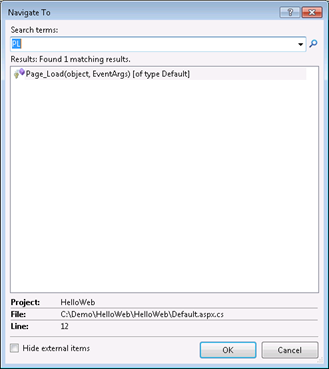 Navigate To
Search terms:
PL
Results: Found 1 matching results.
Page_Load(object, EventArgs) [of type Default]
Project: HelloWeb
File: C:\Demo\HelloWeb\HelloWeb\Default.aspx.cs
Line: 12
Hide external items
OK Cancel